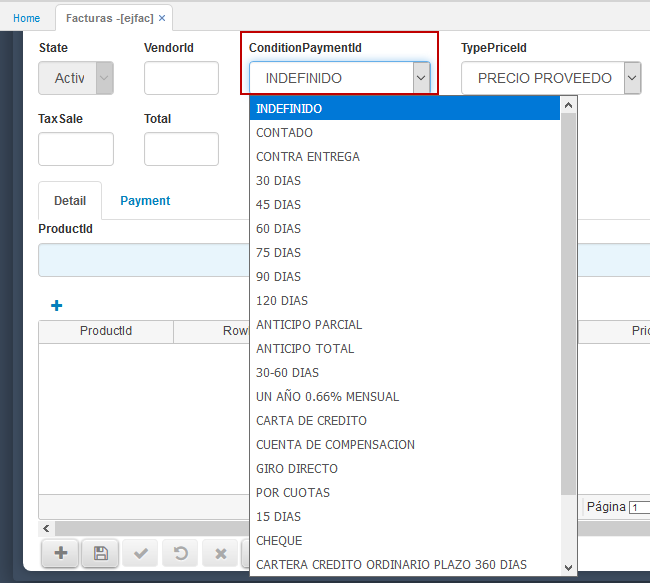 Home
Facturas -[ejfac] ×
State
VendorId
ConditionPaymentId
TypePriceId
Activ
INDEFINIDO
PRECIO PROVEEDO
TaxSale
Total
INDEFINIDO
CONTADO
CONTRA ENTREGA
30 DIAS
45 DIAS
60 DIAS
75 DIAS
90 DIAS
120 DIAS
ANTICIPO PARCIAL
ANTICIPO TOTAL
30-60 DIAS
UN AÑO 0.66% MENSUAL
CARTA DE CREDITO
CUENTA DE COMPENSACION
GIRO DIRECTO
POR CUOTAS
15 DIAS
CHEQUE
CARTERA CREDITO ORDINARIO PLAZO 360 DIAS
Detail
Payment
ProductId
ProductId
Row
Pric
Página 1